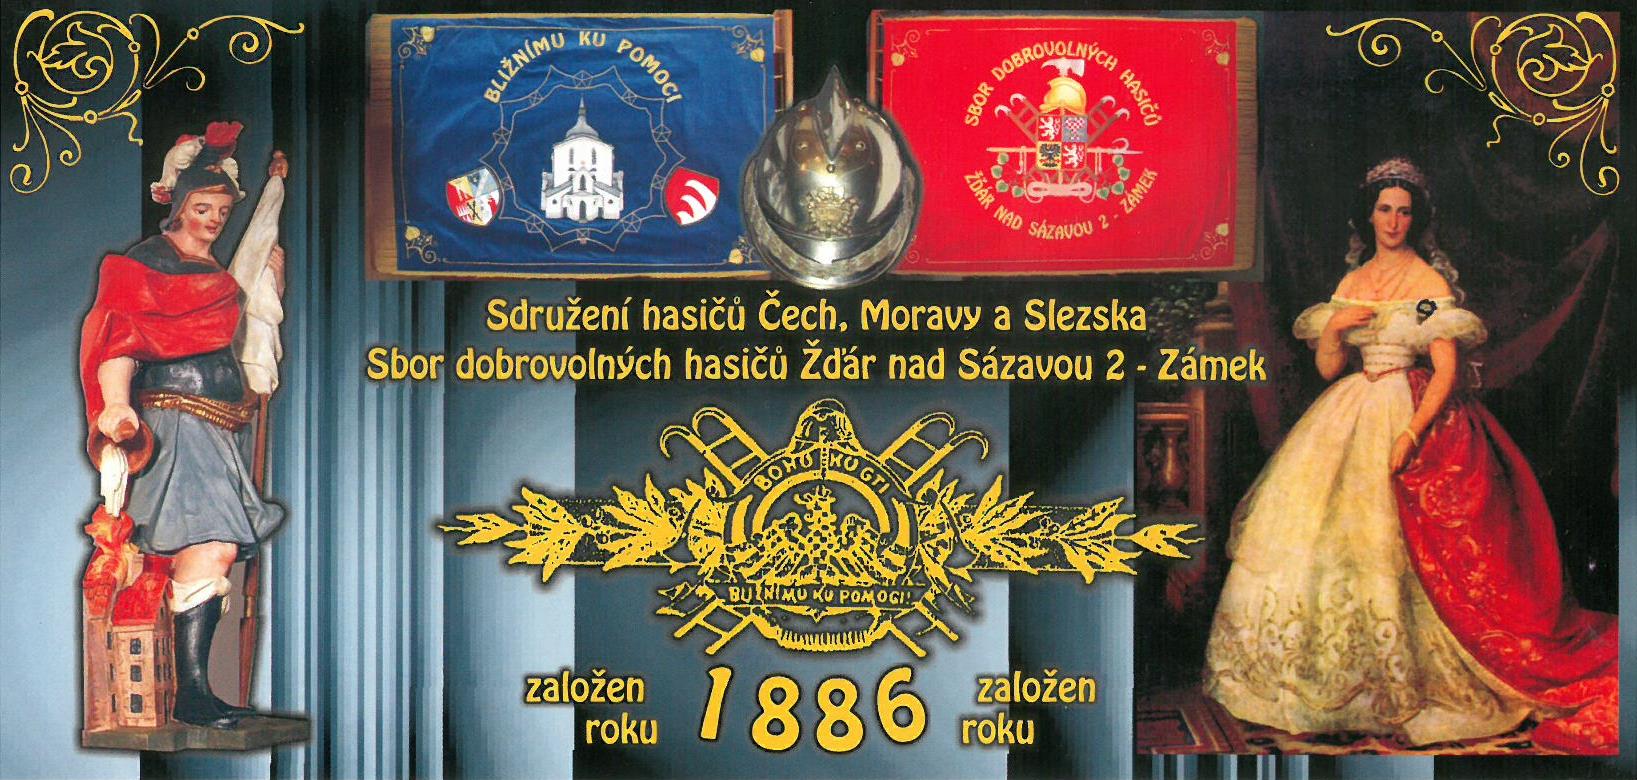 BLIŽNÍMU KU POMOCI
SBOR DOBROVOLNÝCH HASIČŮ
ŽĎÁR NAD SÁZAVOU 2 - ZÁMEK
Sdružení hasičů Čech, Moravy a Slezska
Sbor dobrovolných hasičů Žďár nad Sázavou 2 - Zámek
BOHU KU CTI
BLIŽNÍMU KU POMOCI!
založen roku 1886 založen roku